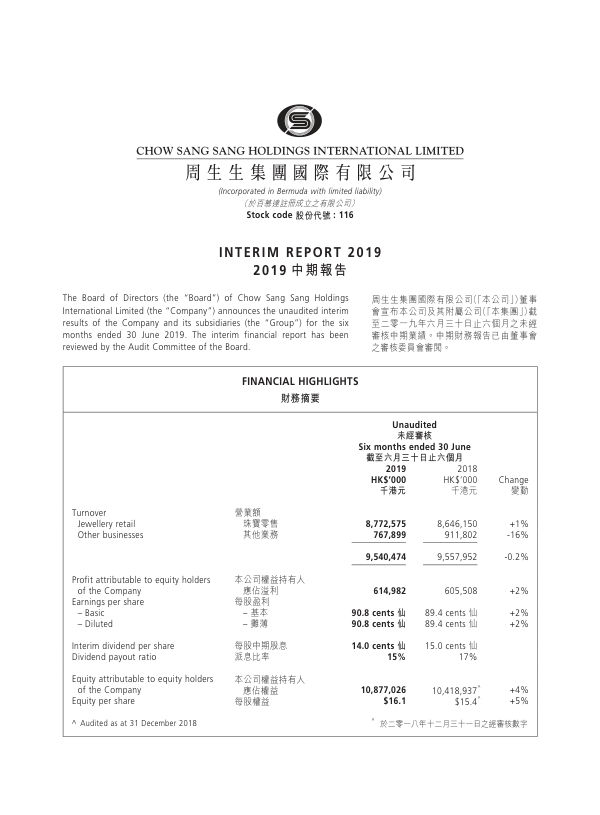 CHOW SANG SANG HOLDINGS INTERNATIONAL LIMITED
周生生集團國際有限公司
(Incorporated in Bermuda with limited liability)
（於百慕達註冊成立之有限公司）
Stock code 股份代號 : 116
INTERIM REPORT 2019
2019 中期報告
The Board of Directors (the “Board”) of Chow Sang Sang Holdings
International Limited (the “Company”) announces the unaudited interim
results of the Company and its subsidiaries (the “Group”) for the six
months ended 30 June 2019. The interim financial report has been
reviewed by the Audit Committee of the Board.
周生生集團國際有限公司（「本公司」）董事
會宣布本公司及其附屬公司（「本集團」）截
至二零一九年六月三十日止六個月之未經
審核中期業績。中期財務報告已由董事會
之審核委員會審閱。
FINANCIAL HIGHLIGHTS
財務摘要
Unaudited
未經審核
Six months ended 30 June
截至六月三十日止六個月
2019 2018
HK$’000 HK$’000 Change
千港元 千港元 變動
Turnover 營業額
Jewellery retail 珠寶零售 8,772,575 8,646,150 +1%
Other businesses 其他業務 767,899 911,802 -16%
9,540,474 9,557,952 -0.2%
Profit attributable to equity holders 本公司權益持有人
of the Company 應佔溢利 614,982 605,508 +2%
Earnings per share 每股盈利
– Basic – 基本 90.8 cents 仙 89.4 cents 仙 +2%
– Diluted – 攤薄 90.8 cents 仙 89.4 cents 仙 +2%
Interim dividend per share 每股中期股息 14.0 cents 仙 15.0 cents 仙
Dividend payout ratio 派息比率 15% 17%
Equity attributable to equity holders 本公司權益持有人
of the Company 應佔權益 10,877,026 10,418,937^ +4%
Equity per share 每股權益 $16.1 $15.4^ +5%
^ Audited as at 31 December 2018 ^ 於二零一八年十二月三十一日之經審核數字